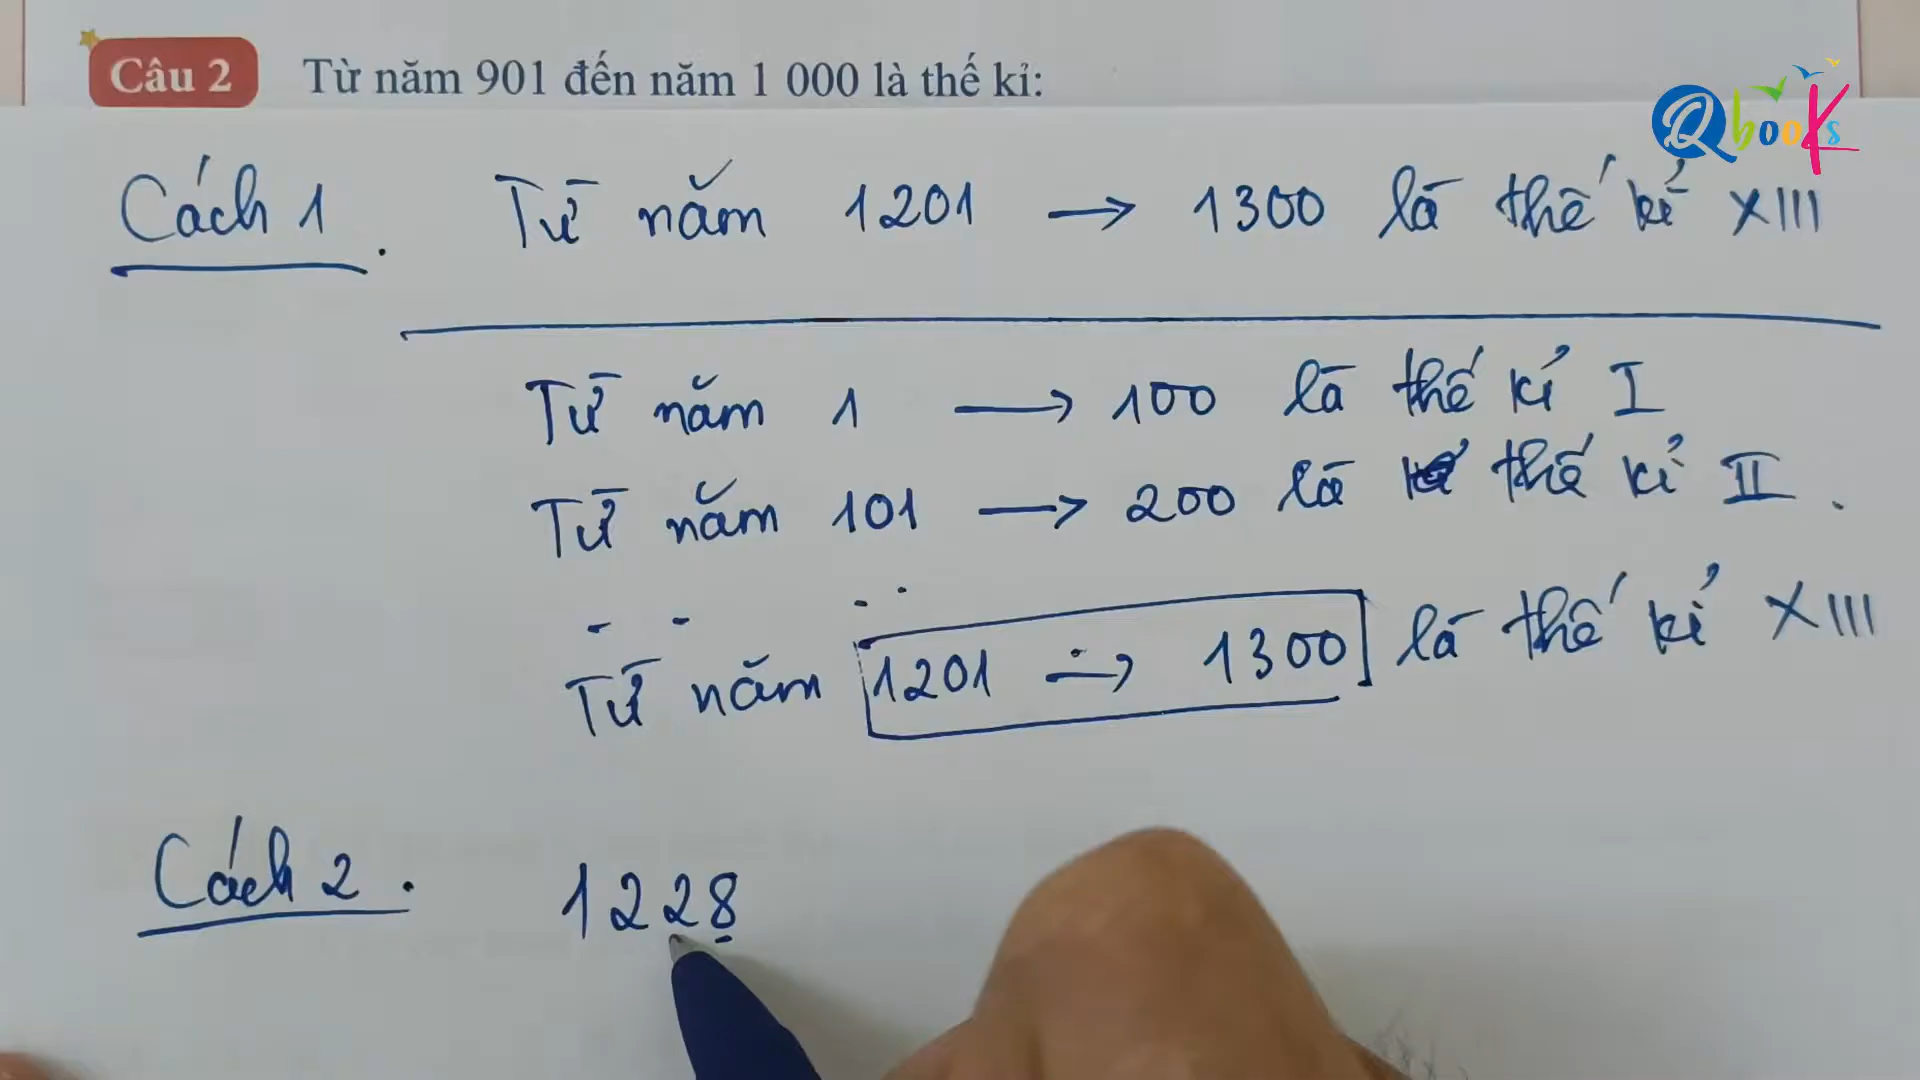 Câu 2 Từ năm 901 đến năm 1 000 là thế kỉ:
Qbooks
Cách 1. Từ năm 1201 → 1300 là thế kỉ XIII
Từ năm 1 → 100 là thế kỉ I
Từ năm 101 → 200 là thế kỉ II.
Từ năm 1201 → 1300 là thế kỉ XIII
Cách 2. 1228